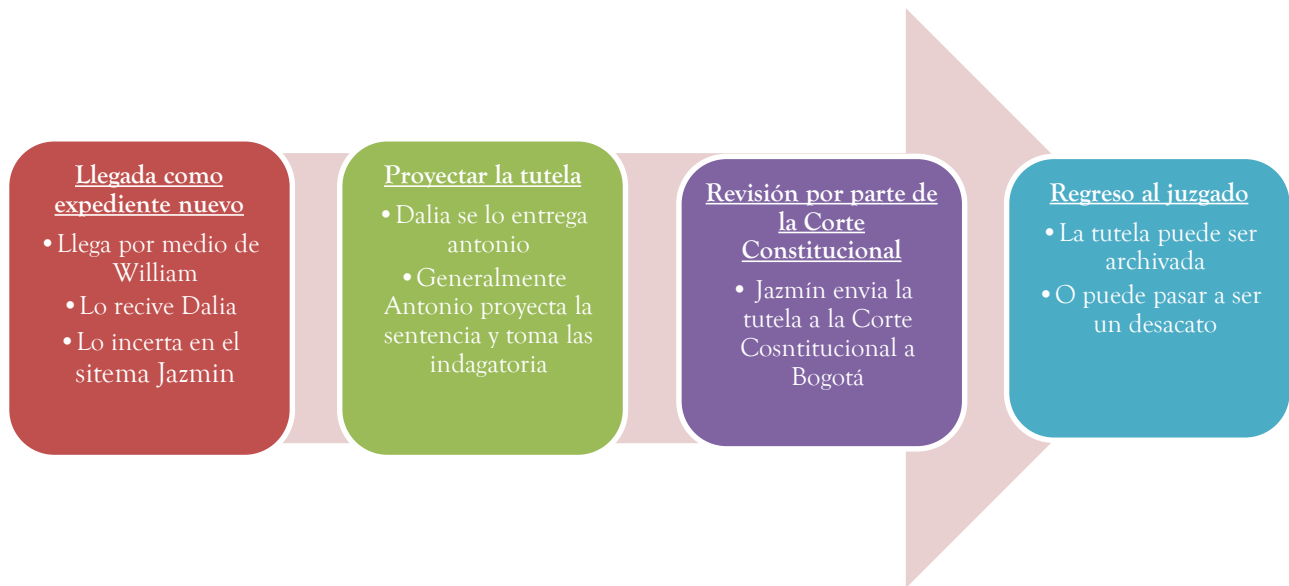 Llegada como
expediente nuevo
• Llega por medio de
William
• Lo recive Dalia
• Lo incerta en el
sitema Jazmin
Proyectar la tutela
• Dalia se lo entrega
antonio
• Generalmente
Antonio proyecta la
sentencia y toma las
indagatoria
Revisión por parte de
la Corte
Constitucional
• Jazmín envia la
tutela a la Corte
Cosntitucional a
Bogotá
Regreso al juzgado
• La tutela puede ser
archivada
• O puede pasar a ser
un desacato